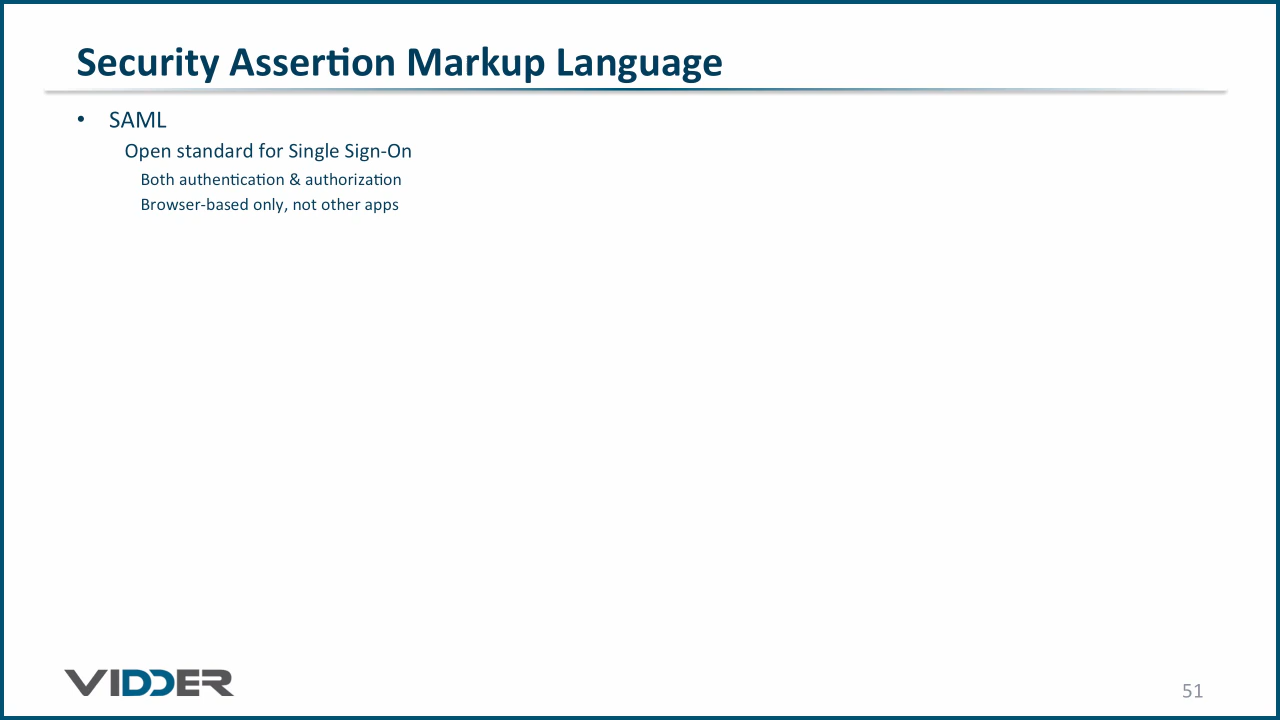 Security Assertion Markup Language
• SAML
Open standard for Single Sign-On
Both authentication & authorization
Browser-based only, not other apps
VIDDER
51